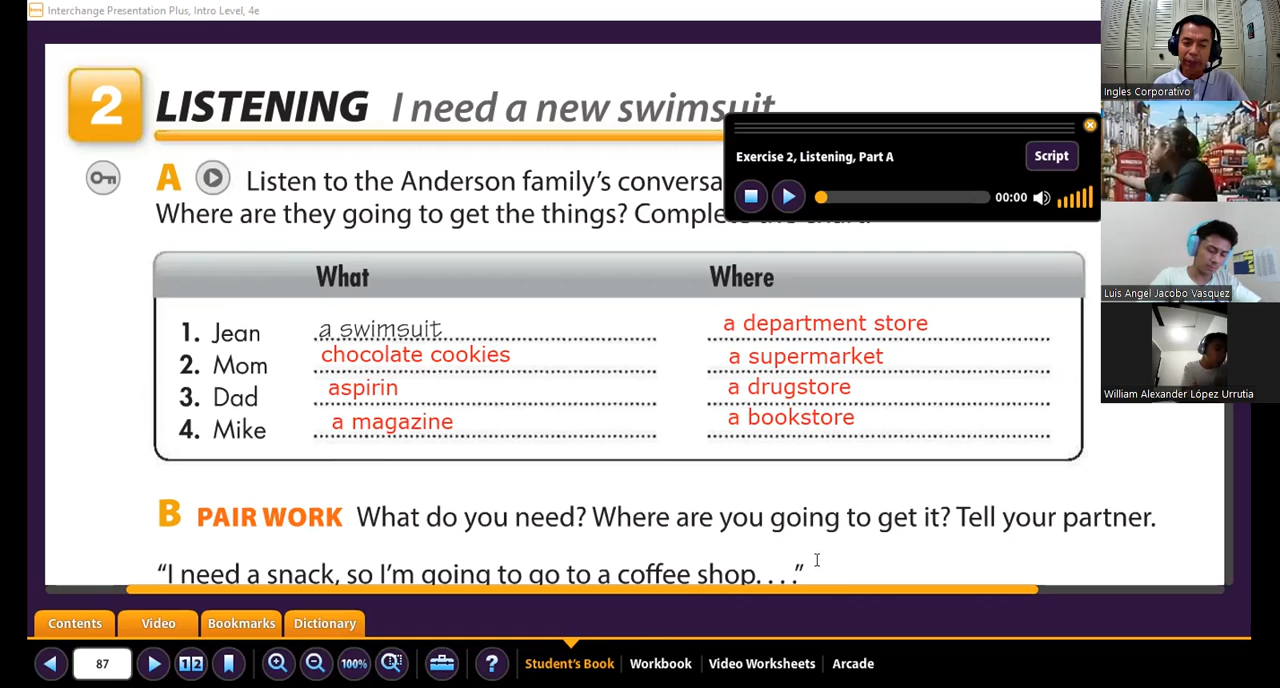 Interchange Presentation Plus, Intro Level, 4e
2 LISTENING I need a new swimsuit
Exercise 2, Listening, Part A Script
00:00
A Listen to the Anderson family's conversa
Where are they going to get the things? Complete the chart.
What Where
1. Jean a swimsuit a department store
2. Mom chocolate cookies a supermarket
3. Dad aspirin a drugstore
4. Mike a magazine a bookstore
B PAIR WORK What do you need? Where are you going to get it? Tell your partner.
“I need a snack, so I'm going to go to a coffee shop. . . .”
Contents Video Bookmarks Dictionary
87 12 100% ? Student's Book Workbook Video Worksheets Arcade
Ingles Corporativo
Luis Angel Jacobo Vasquez
William Alexander López Urrutia